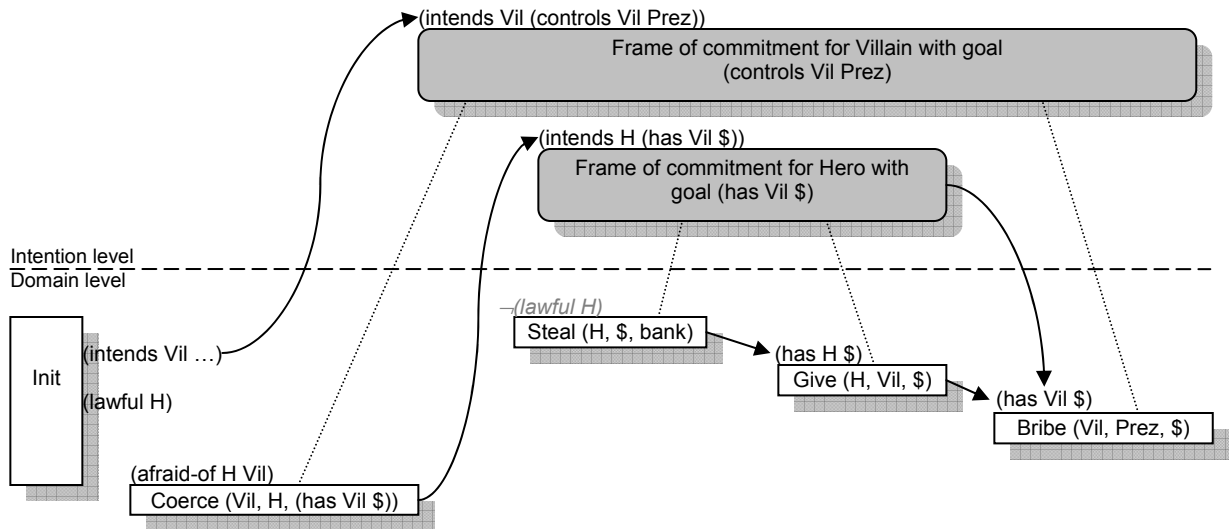 (intends Vil (controls Vil Prez))
Frame of commitment for Villain with goal
(controls Vil Prez)
(intends H (has Vil $))
Frame of commitment for Hero with
goal (has Vil $)
Intention level
Domain level
¬(lawful H)
Steal (H, $, bank)
(intends Vil …)
Init
(has H $)
Give (H, Vil, $)
(lawful H)
(has Vil $)
Bribe (Vil, Prez, $)
(afraid-of H Vil)
Coerce (Vil, H, (has Vil $))